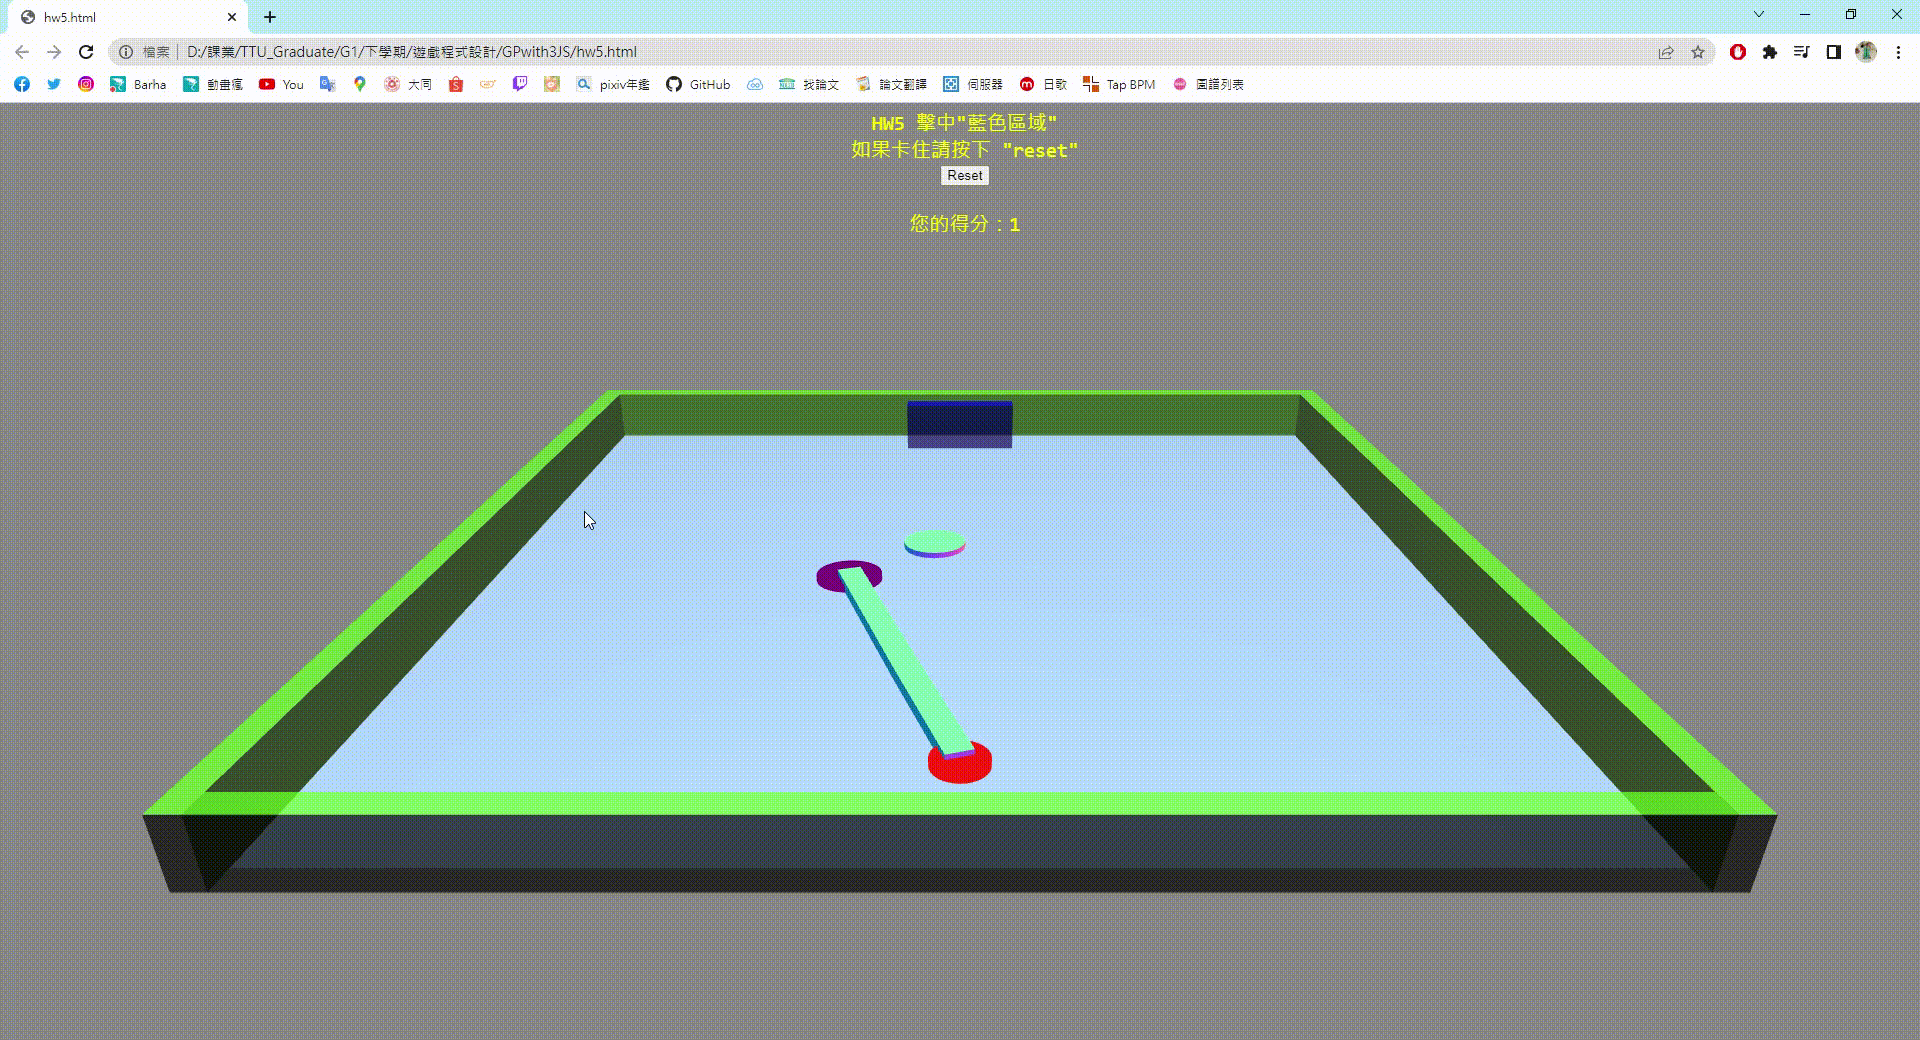 hw5.html
檔案 D:/課業/TTU_Graduate/G1/下學期/遊戲程式設計/GPwith3JS/hw5.html
Barha 動畫瘋 You 大同 pixiv年鑑 GitHub 找論文 論文翻譯 伺服器 日歌 Tap BPM 圖譜列表
HW5 擊中"藍色區域"
如果卡住請按下 "reset"
Reset
您的得分：1